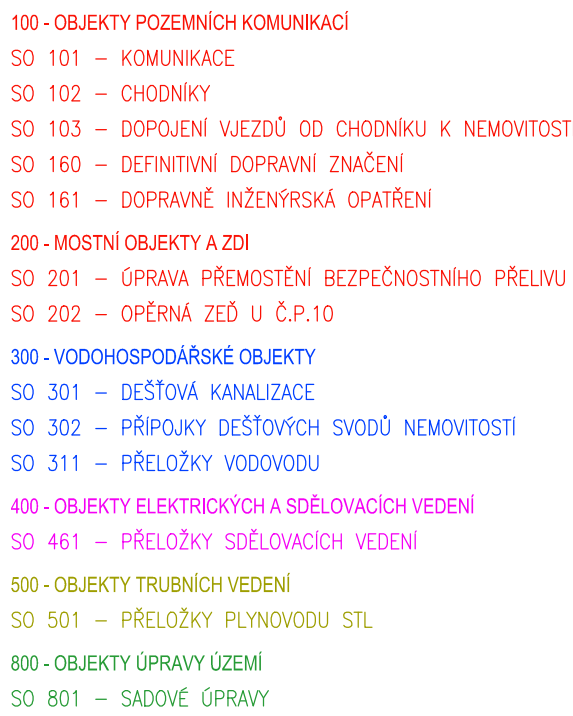 100 - OBJEKTY POZEMNÍCH KOMUNIKACÍ
SO 101 – KOMUNIKACE
SO 102 – CHODNÍKY
SO 103 – DOPOJENÍ VJEZDŮ OD CHODNÍKU K NEMOVITOST
SO 160 – DEFINITIVNÍ DOPRAVNÍ ZNAČENÍ
SO 161 – DOPRAVNĚ INŽENÝRSKÁ OPATŘENÍ
200 - MOSTNÍ OBJEKTY A ZDI
SO 201 – ÚPRAVA PŘEMOSTĚNÍ BEZPEČNOSTNÍHO PŘELIVU
SO 202 – OPĚRNÁ ZEĎ U Č.P.10
300 - VODOHOSPODÁŘSKÉ OBJEKTY
SO 301 – DEŠŤOVÁ KANALIZACE
SO 302 – PŘÍPOJKY DEŠŤOVÝCH SVODŮ NEMOVITOSTÍ
SO 311 – PŘELOŽKY VODOVODU
400 - OBJEKTY ELEKTRICKÝCH A SDĚLOVACÍCH VEDENÍ
SO 461 – PŘELOŽKY SDĚLOVACÍCH VEDENÍ
500 - OBJEKTY TRUBNÍCH VEDENÍ
SO 501 – PŘELOŽKY PLYNOVODU STL
800 - OBJEKTY ÚPRAVY ÚZEMÍ
SO 801 – SADOVÉ ÚPRAVY